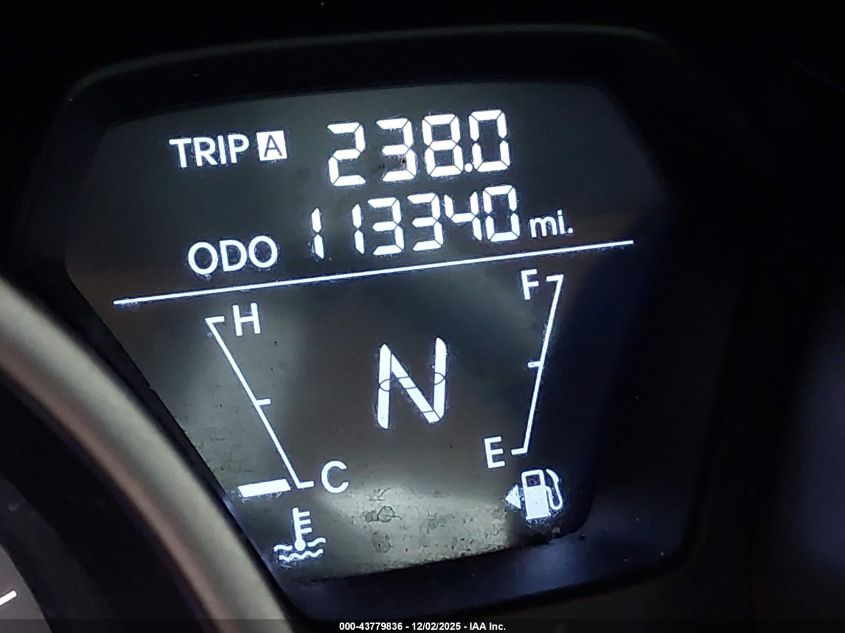 TRIP A 238.0
ODO 113340 mi.
H F
N
C E
000-43779836 - 12/02/2025 - IAA Inc.